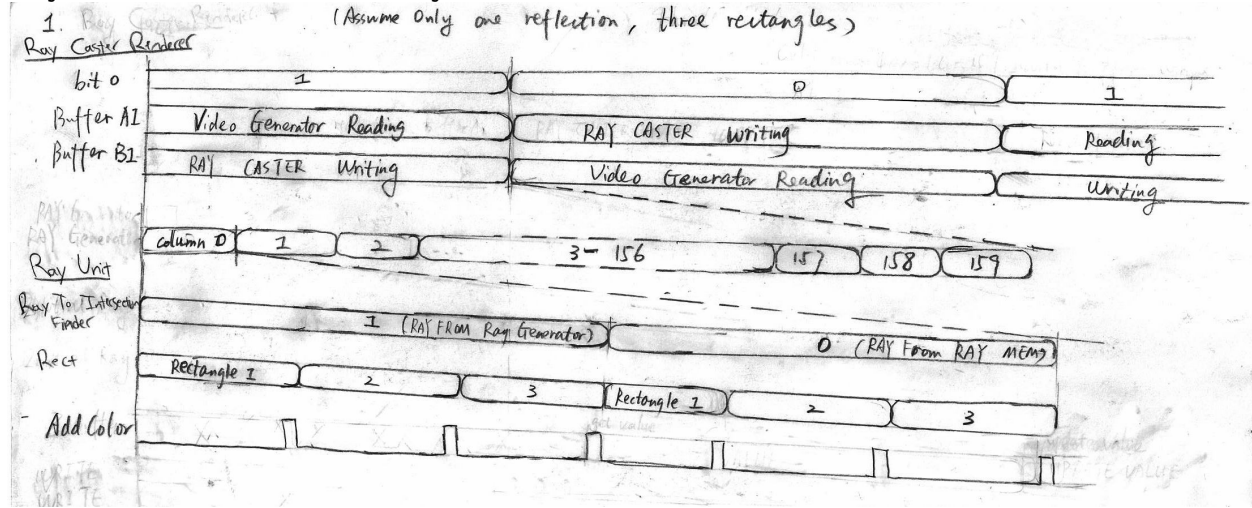 1. (Assume Only one reflection, three rectangles)
Ray Caster Renderer
bit 0 1 0 1
Buffer A1 Video Generator Reading RAY CASTER Writing Reading
Buffer B1 RAY CASTER Writing Video Generator Reading Writing
column 0 1 2 3 - 156 157 158 159
Ray Unit
Ray To Intersection Finder 1 (RAY FROM Ray Generator) 0 (RAY From RAY MEMS)
Rect Rectangle 1 2 3 Rectangle 1 2 3
Add Color